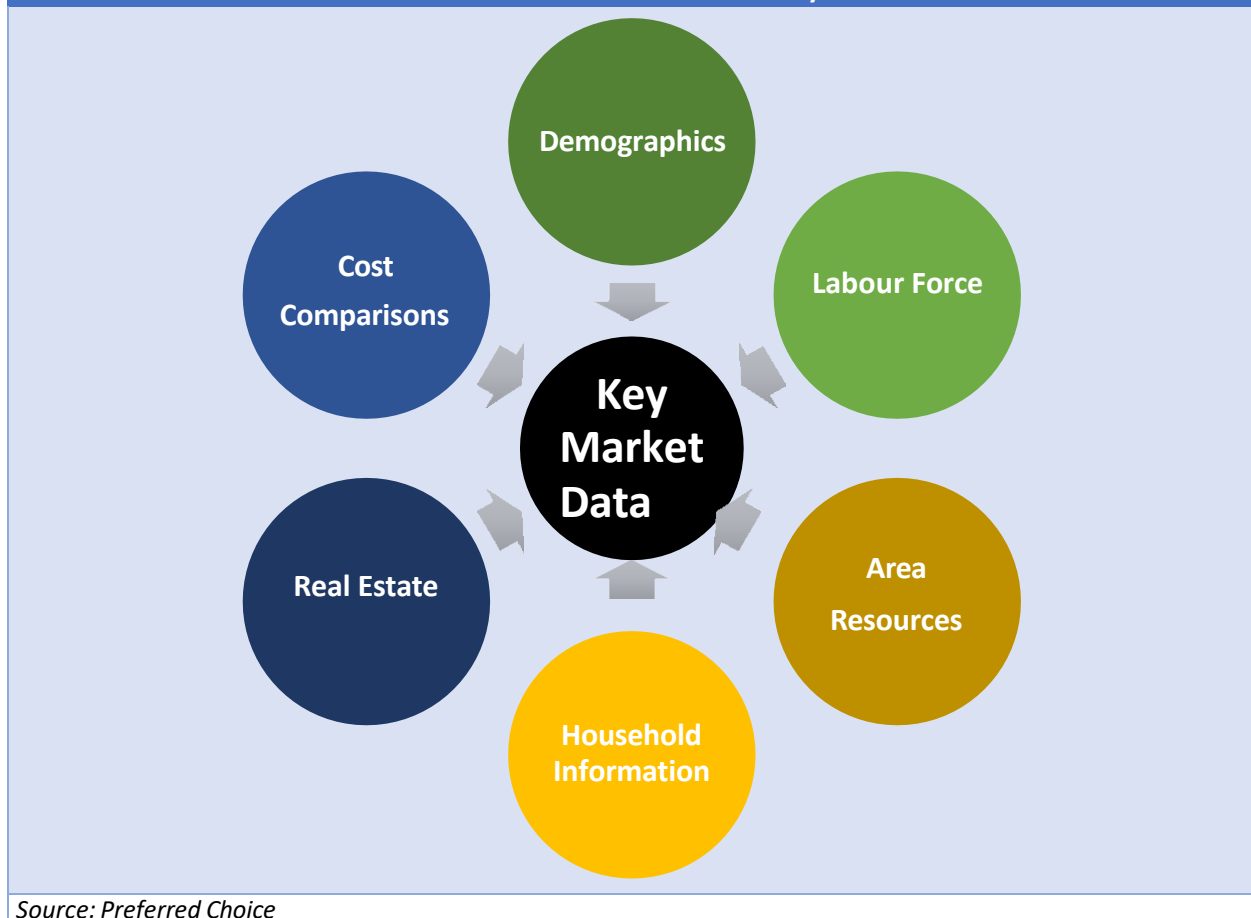 Demographics
Cost
Comparisons
Labour Force
Key
Market
Data
Real Estate
Area
Resources
Household
Information
Source: Preferred Choice